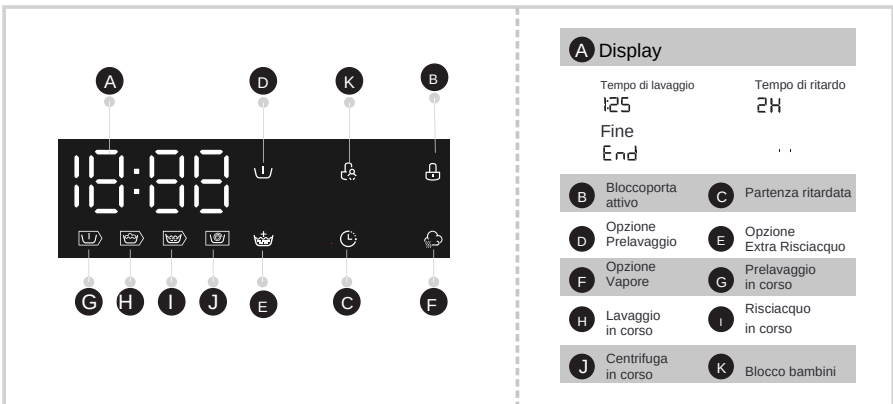 A
D
K
B
18:88
G
H
I
J
E
C
F
A Display
Tempo di lavaggio
Tempo di ritardo
1:25
2H
Fine
End
B
Bloccoporta
attivo
C
Partenza ritardata
D
Opzione
Prelavaggio
E
Opzione
Extra Risciacquo
F
Opzione
Vapore
G
Prelavaggio
in corso
H
Lavaggio
in corso
I
Risciacquo
in corso
J
Centrifuga
in corso
K
Blocco bambini